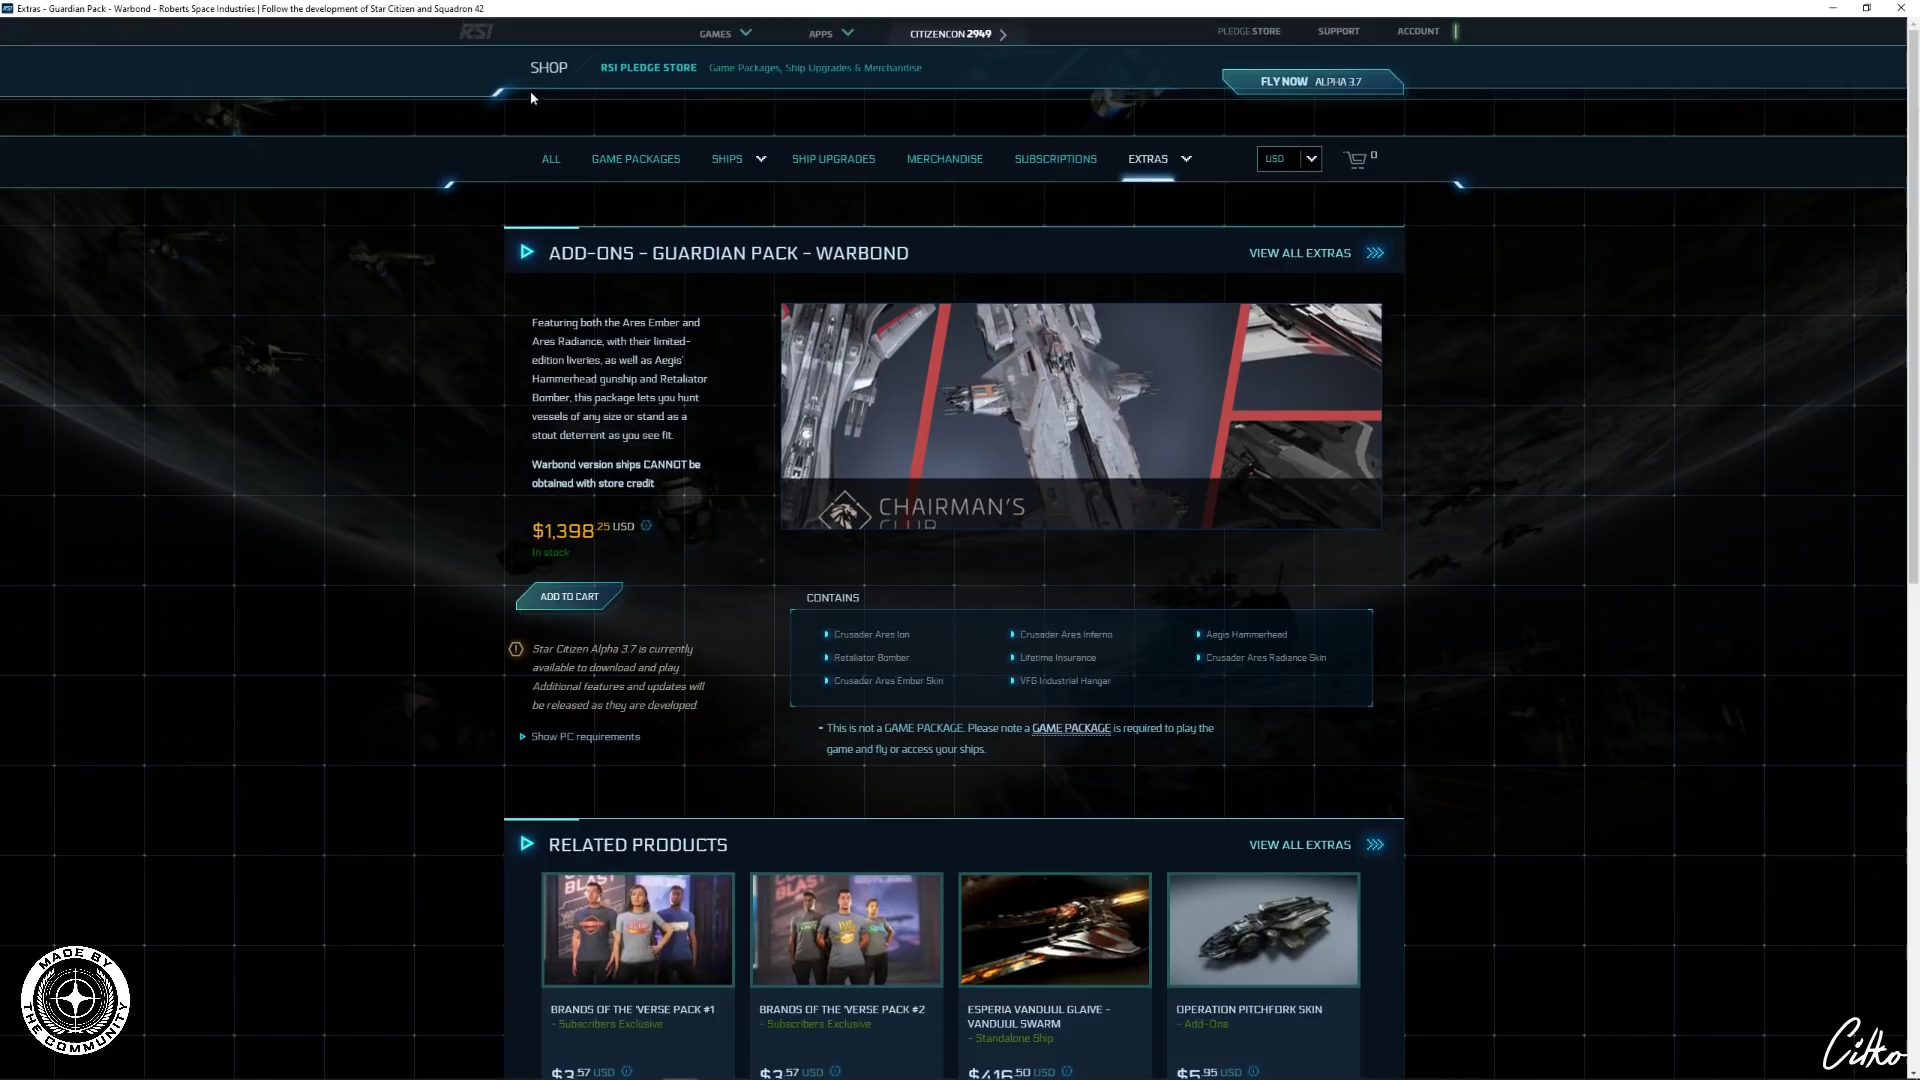 Extras - Guardian Pack - Warbond - Roberts Space Industries | Follow the development of Star Citizen and Squadron 42
RSI
GAMES
APPS
CITIZENCON 2949
PLEDGE STORE
SUPPORT
ACCOUNT
SHOP
RSI PLEDGE STORE
Game Packages, Ship Upgrades & Merchandise
FLY NOW ALPHA 3.7
ALL
GAME PACKAGES
SHIPS
SHIP UPGRADES
MERCHANDISE
SUBSCRIPTIONS
EXTRAS
USD
0
ADD-ONS - GUARDIAN PACK - WARBOND
VIEW ALL EXTRAS
Featuring both the Ares Ember and
Ares Radiance, with their limited-
edition liveries, as well as Aegis'
Hammerhead gunship and Retaliator
Bomber, this package lets you hunt
vessels of any size or stand as a
stout deterrent as you see fit.
Warbond version ships CANNOT be
obtained with store credit
$1,398.25 USD
In stock
ADD TO CART
Star Citizen Alpha 3.7 is currently
available to download and play.
Additional features and updates will
be released as they are developed.
Show PC requirements
CHAIRMAN'S
CLUB
CONTAINS
Crusader Ares Ion
Crusader Ares Inferno
Aegis Hammerhead
Retaliator Bomber
Lifetime Insurance
Crusader Ares Radiance Skin
Crusader Ares Ember Skin
VFG Industrial Hangar
- This is not a GAME PACKAGE. Please note a GAME PACKAGE is required to play the
game and fly or access your ships.
RELATED PRODUCTS
VIEW ALL EXTRAS
BRANDS OF THE 'VERSE PACK #1
- Subscribers Exclusive
$3.57 USD
BRANDS OF THE 'VERSE PACK #2
- Subscribers Exclusive
$3.57 USD
ESPERIA VANDUUL GLAIVE -
VANDUUL SWARM
- Standalone Ship
$416.50 USD
OPERATION PITCHFORK SKIN
- Add-Ons
$5.95 USD
MADE BY
THE COMMUNITY